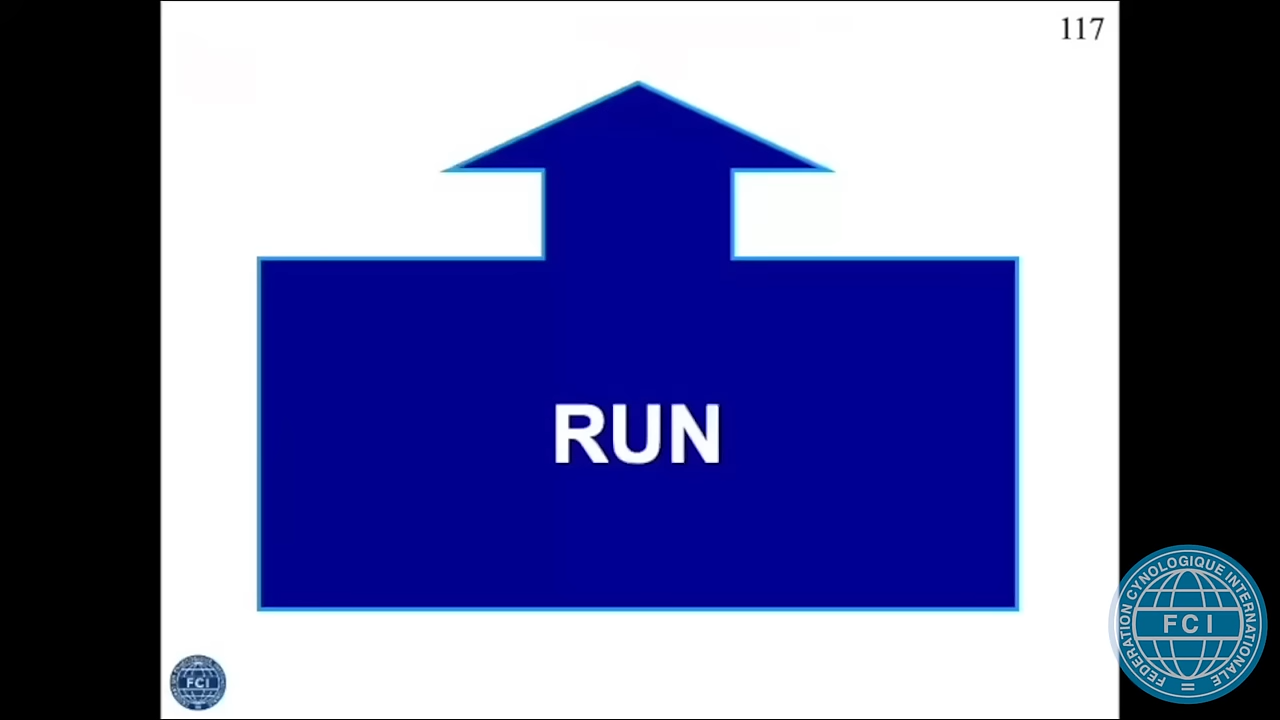 117
RUN
FCI
FEDERATION CYNOLOGIQUE INTERNATIONALE
FCI